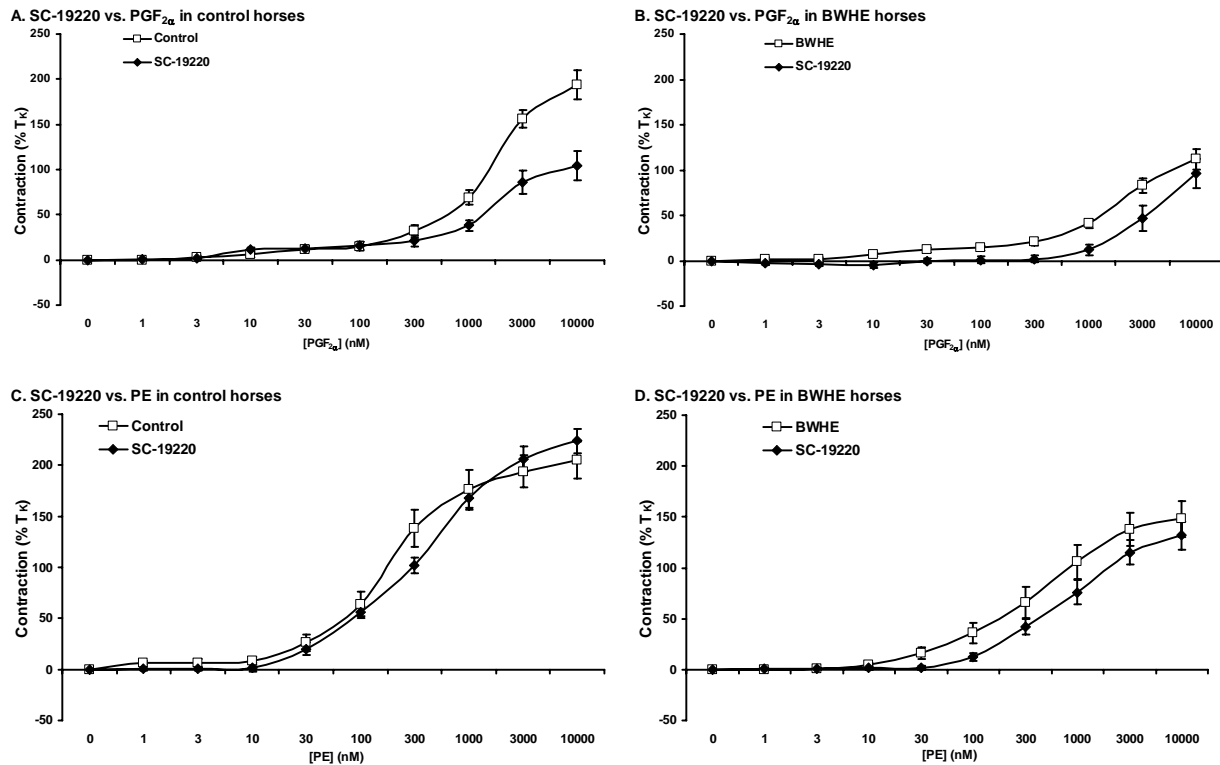 A. SC-19220 vs. PGF2α in control horses
Control
SC-19220
Contraction (% TK)
250
200
150
100
50
0
-50
0 1 3 10 30 100 300 1000 3000 10000
[PGF2α] (nM)
B. SC-19220 vs. PGF2α in BWHE horses
BWHE
SC-19220
Contraction (% TK)
250
200
150
100
50
0
-50
0 1 3 10 30 100 300 1000 3000 10000
[PGF2α] (nM)
C. SC-19220 vs. PE in control horses
Control
SC-19220
Contraction (% TK)
250
200
150
100
50
0
-50
0 1 3 10 30 100 300 1000 3000 10000
[PE] (nM)
D. SC-19220 vs. PE in BWHE horses
BWHE
SC-19220
Contraction (% TK)
250
200
150
100
50
0
-50
0 1 3 10 30 100 300 1000 3000 10000
[PE] (nM)